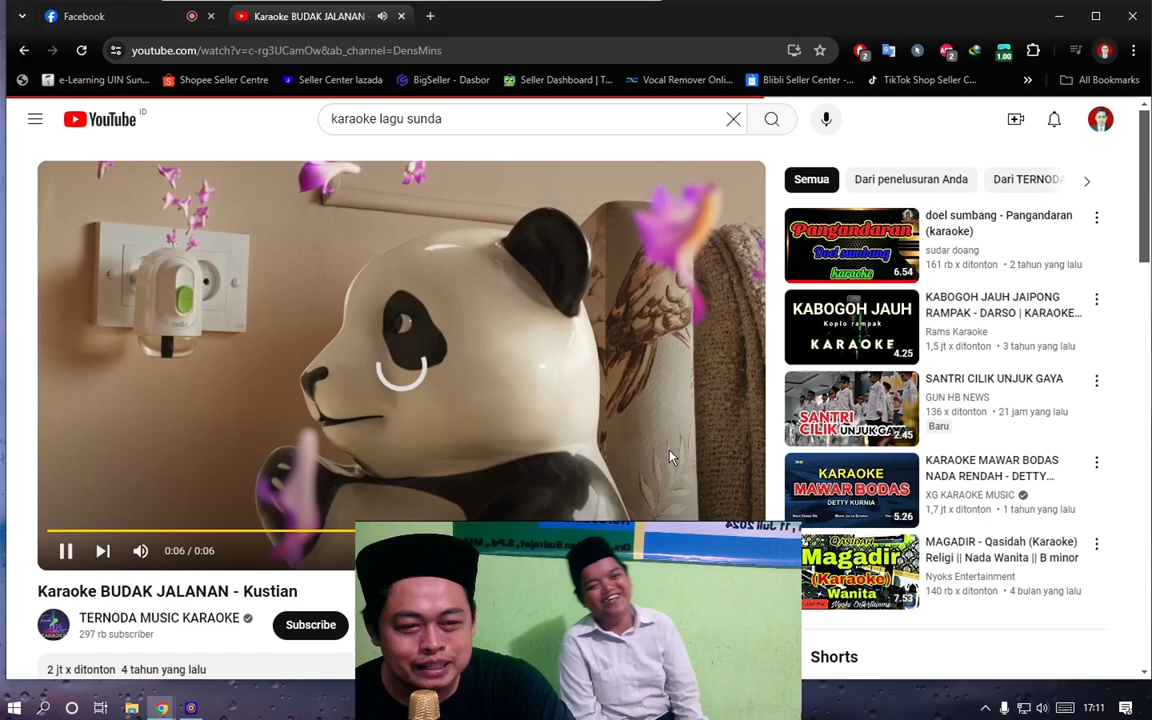 Facebook
Karaoke BUDAK JALANAN -
youtube.com/watch?v=c-rg3UCamOw&ab_channel=DensMins
2
2
1.00
e-Learning UIN Sun...
Shopee Seller Centre
Seller Center lazada
BigSeller - Dasbor
Seller Dashboard | T...
Vocal Remover Onli...
Blibli Seller Center -...
TikTok Shop Seller C...
All Bookmarks
YouTube ID
karaoke lagu sunda
Semua
Dari penelusuran Anda
Dari TERNODA
doel sumbang - Pangandaran
(karaoke)
sudar doang
161 rb x ditonton • 2 tahun yang lalu
Pangandaran
Doel sumbang
karaoke
6.54
KABOGOH JAUH JAIPONG
RAMPAK - DARSO | KARAOKE...
Rams Karaoke
1,5 jt x ditonton • 3 tahun yang lalu
KABOGOH JAUH
Koplo rampak
KARAOKE
4.25
SANTRI CILIK UNJUK GAYA
GUN HB NEWS
136 x ditonton • 21 jam yang lalu
Baru
SANTRI
CILIK UNJUK GAYA
2.45
KARAOKE MAWAR BODAS
NADA RENDAH - DETTY...
XG KARAOKE MUSIC
1,7 jt x ditonton • 1 tahun yang lalu
KARAOKE
MAWAR BODAS
DETTY KURNIA
5.26
MAGADIR - Qasidah (Karaoke)
Religi || Nada Wanita || B minor
Nyoks Entertainment
140 rb x ditonton • 4 bulan yang lalu
QASIDAH
Magadir
(Karaoke)
Wanita
Nyoks Entertainment
7.53
0:06 / 0:06
Karaoke BUDAK JALANAN - Kustian
TERNODA MUSIC KARAOKE
297 rb subscriber
Subscribe
2 jt x ditonton 4 tahun yang lalu
Shorts
17:11